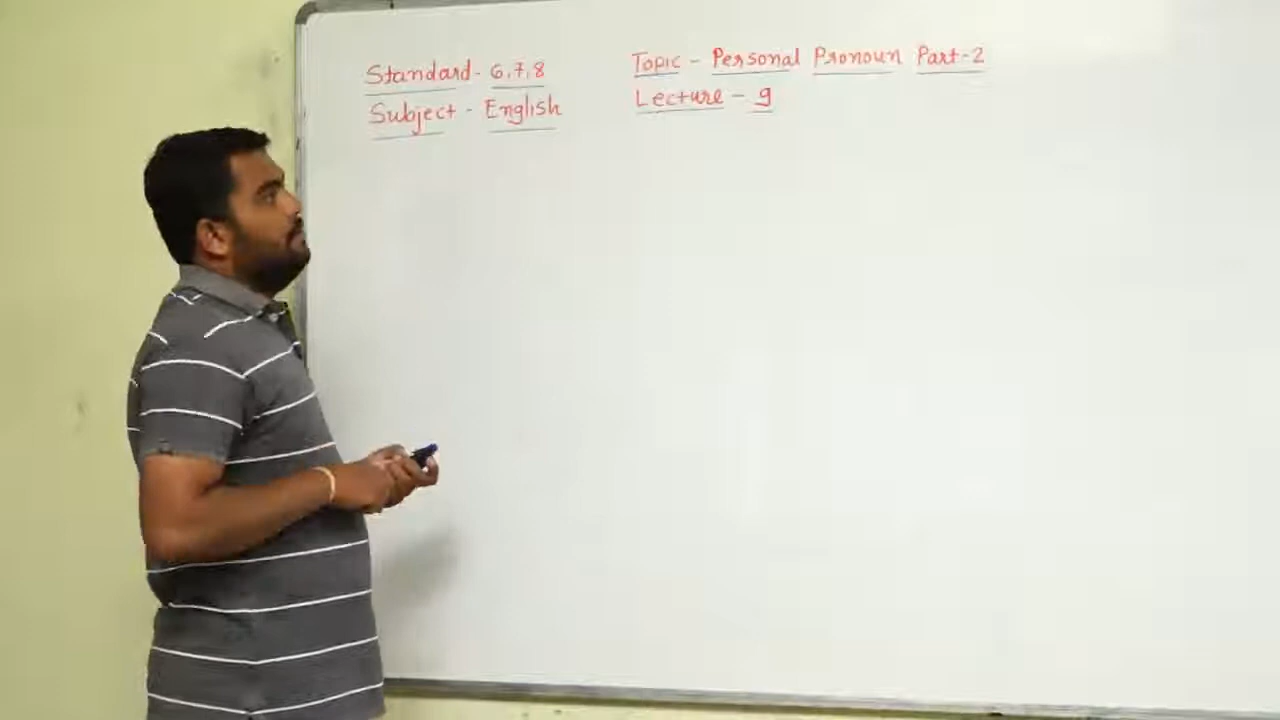 Standard - 6,7,8
Subject - English
Topic - Personal Pronoun Part-2
Lecture - 9